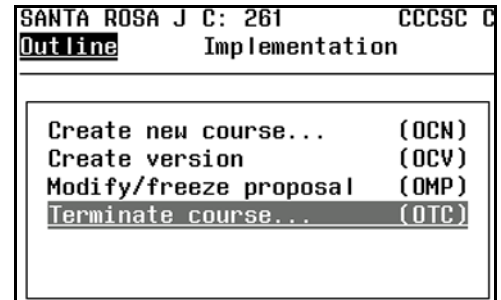 SANTA ROSA J C: 261 CCCSC C
Outline Implementation
Create new course... (OCN)
Create version (OCV)
Modify/freeze proposal (OMP)
Terminate course... (OTC)